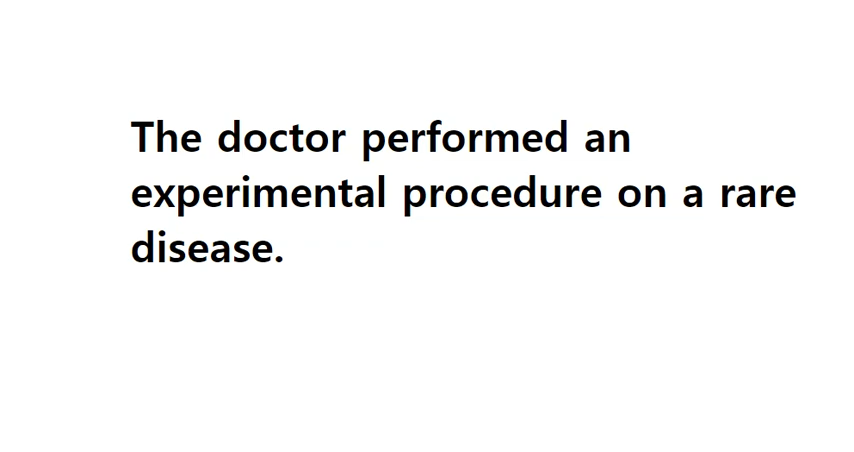 The doctor performed an
experimental procedure on a rare
disease.